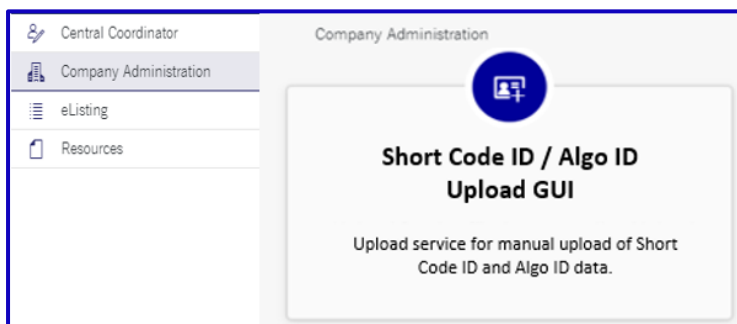 Central Coordinator
Company Administration
eListing
Resources
Company Administration
Short Code ID / Algo ID
Upload GUI
Upload service for manual upload of Short
Code ID and Algo ID data.